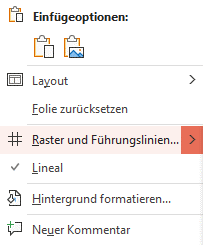 Einfügeoptionen:
Layout
Folie zurücksetzen
Raster und Führungslinien...
Lineal
Hintergrund formatieren...
Neuer Kommentar